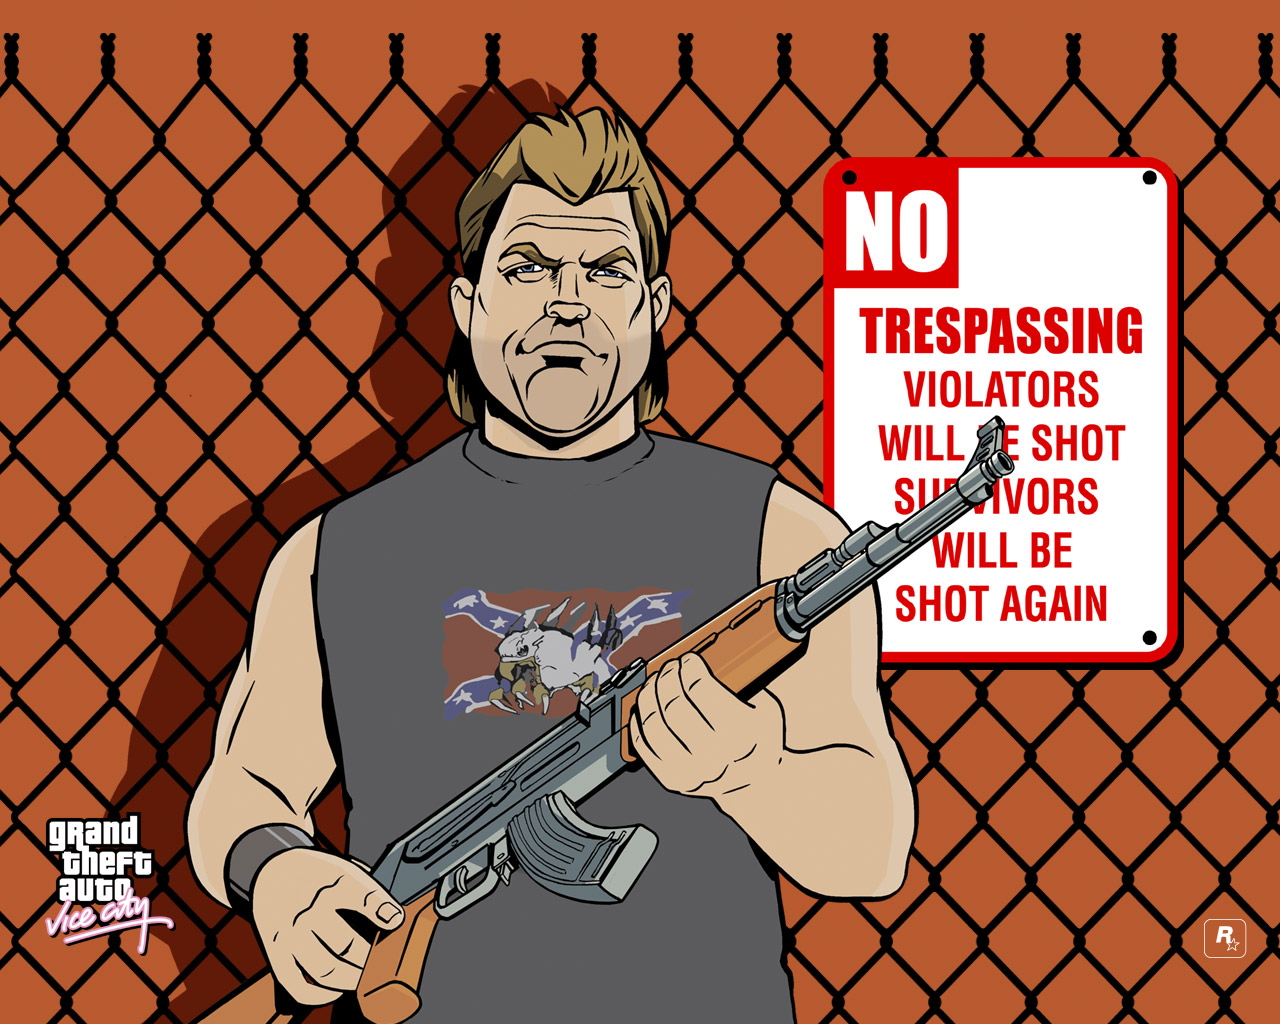 NO
TRESPASSING
VIOLATORS
WILL BE SHOT
SURVIVORS
WILL BE
SHOT AGAIN
grand
theft
auto
Vice City
R